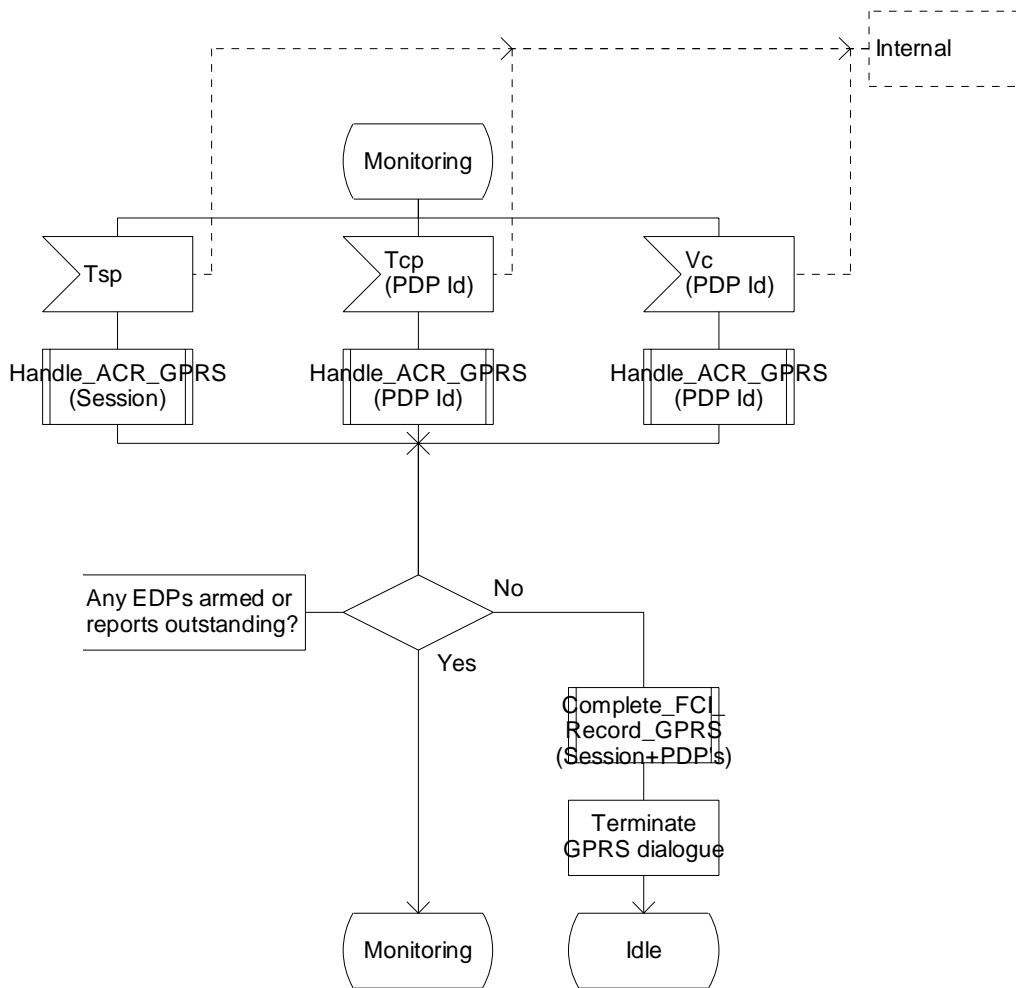 Internal
Monitoring
Tsp
Tcp
(PDP Id)
Vc
(PDP Id)
Handle_ACR_GPRS
(Session)
Handle_ACR_GPRS
(PDP Id)
Handle_ACR_GPRS
(PDP Id)
Any EDPs armed or
reports outstanding?
No
Yes
Complete_FCI_
Record_GPRS
(Session+PDP's)
Terminate
GPRS dialogue
Monitoring
Idle